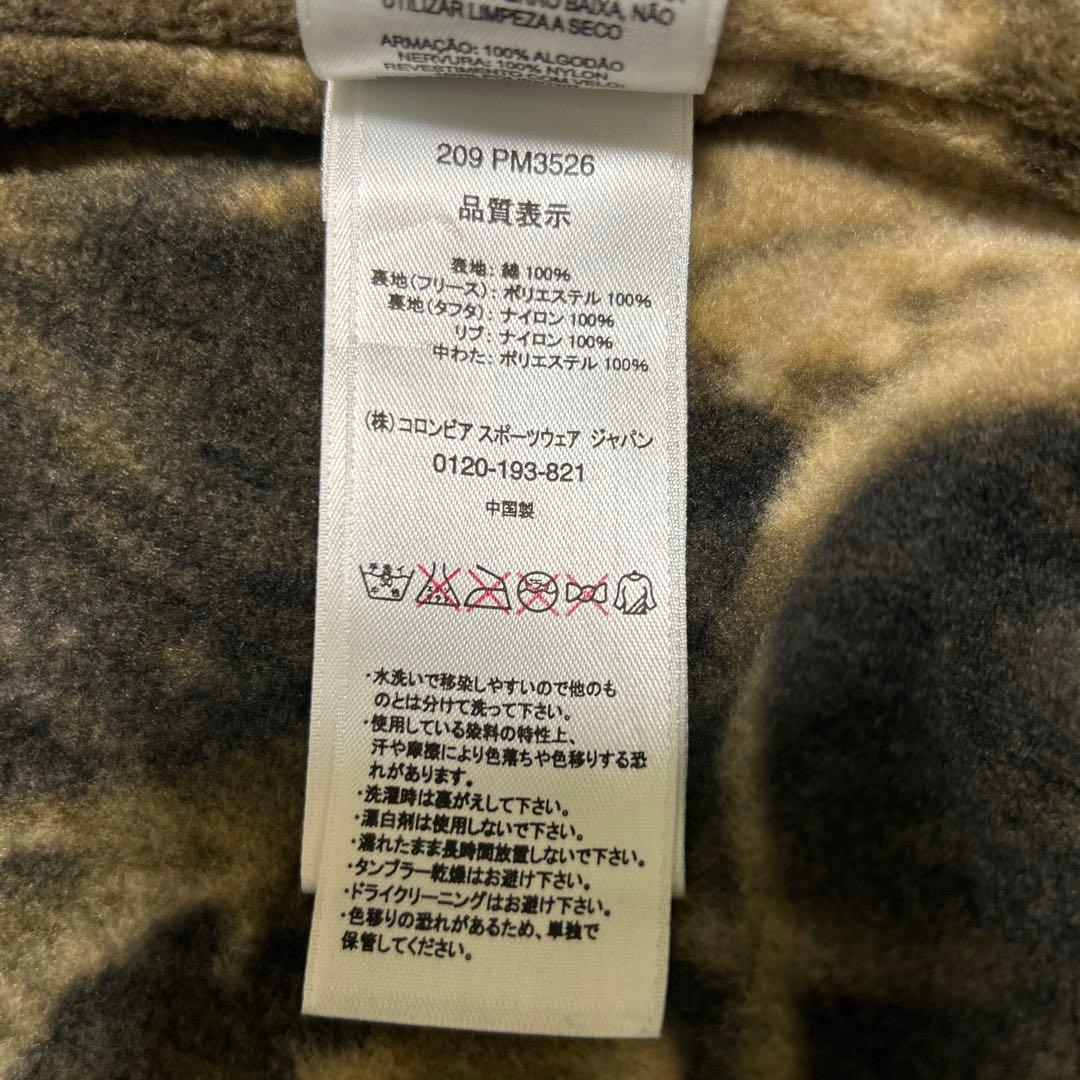 BAIXA, NÃO
UTILIZAR LIMPEZA A SECO
ARMAÇÃO: 100% ALGODÃO
NERVURA: 100% NYLON
REVESTIMENTO COM VELO:
209 PM3526
品質表示
表地: 綿 100%
裏地(フリース): ポリエステル 100%
裏地(タフタ): ナイロン 100%
リブ: ナイロン 100%
中わた: ポリエステル 100%
(株)コロンビア スポーツウェア ジャパン
0120-193-821
中国製
手洗イ
30
中性
・水洗いで移染しやすいので他のも
のとは分けて洗って下さい。
・使用している染料の特性上、
汗や摩擦により色落ちや色移りする恐
れがあります。
・洗濯時は裏がえして下さい。
・漂白剤は使用しないで下さい。
・濡れたまま長時間放置しないで下さい。
・タンブラー乾燥はお避け下さい。
・ドライクリーニングはお避け下さい。
・色移りの恐れがあるため、単独で
保管してください。